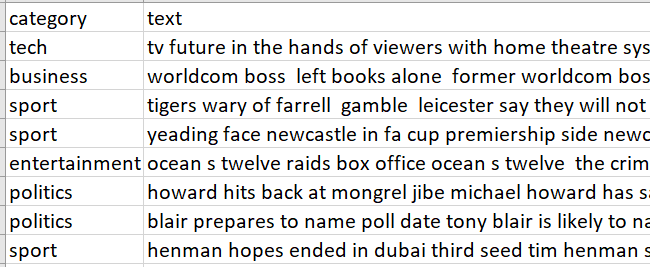 category text
tech tv future in the hands of viewers with home theatre sys
business worldcom boss left books alone former worldcom bos
sport tigers wary of farrell gamble leicester say they will not
sport yeading face newcastle in fa cup premiership side newc
entertainment ocean s twelve raids box office ocean s twelve the crim
politics howard hits back at mongrel jibe michael howard has sa
politics blair prepares to name poll date tony blair is likely to na
sport henman hopes ended in dubai third seed tim henman s